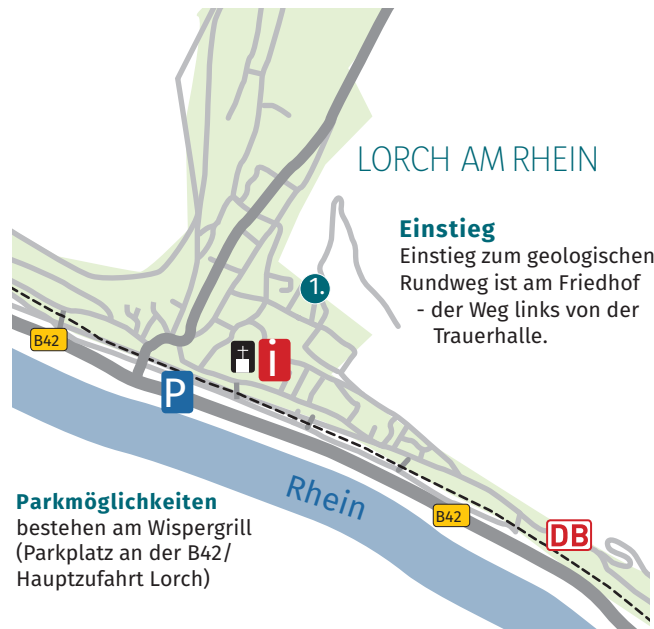 LORCH AM RHEIN
Einstieg
Einstieg zum geologischen
Rundweg ist am Friedhof
- der Weg links von der
Trauerhalle.
1.
B42
i
P
Rhein
B42
DB
Parkmöglichkeiten
bestehen am Wispergrill
(Parkplatz an der B42/
Hauptzufahrt Lorch)